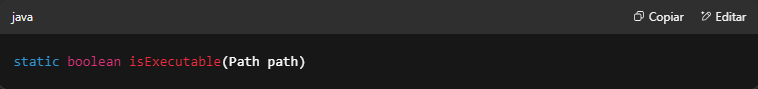 java
Copiar
Editar
static boolean isExecutable(Path path)